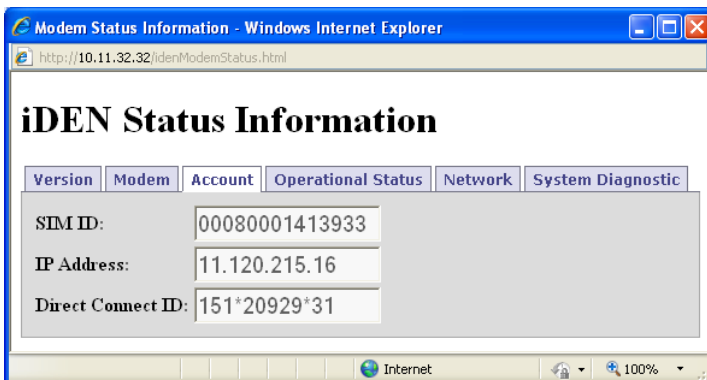 Modem Status Information - Windows Internet Explorer
http://10.11.32.32/idenModemStatus.html
iDEN Status Information
Version Modem Account Operational Status Network System Diagnostic
SIM ID: 00080001413933
IP Address: 11.120.215.16
Direct Connect ID: 151*20929*31
Internet 100%